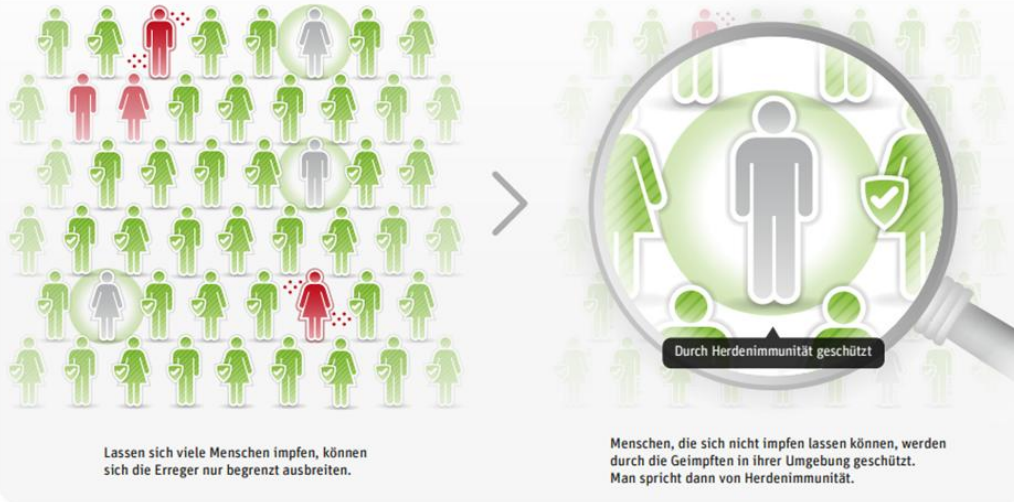 Durch Herdenimmunität geschützt
Lassen sich viele Menschen impfen, können
sich die Erreger nur begrenzt ausbreiten.
Menschen, die sich nicht impfen lassen können, werden
durch die Geimpften in ihrer Umgebung geschützt.
Man spricht dann von Herdenimmunität.